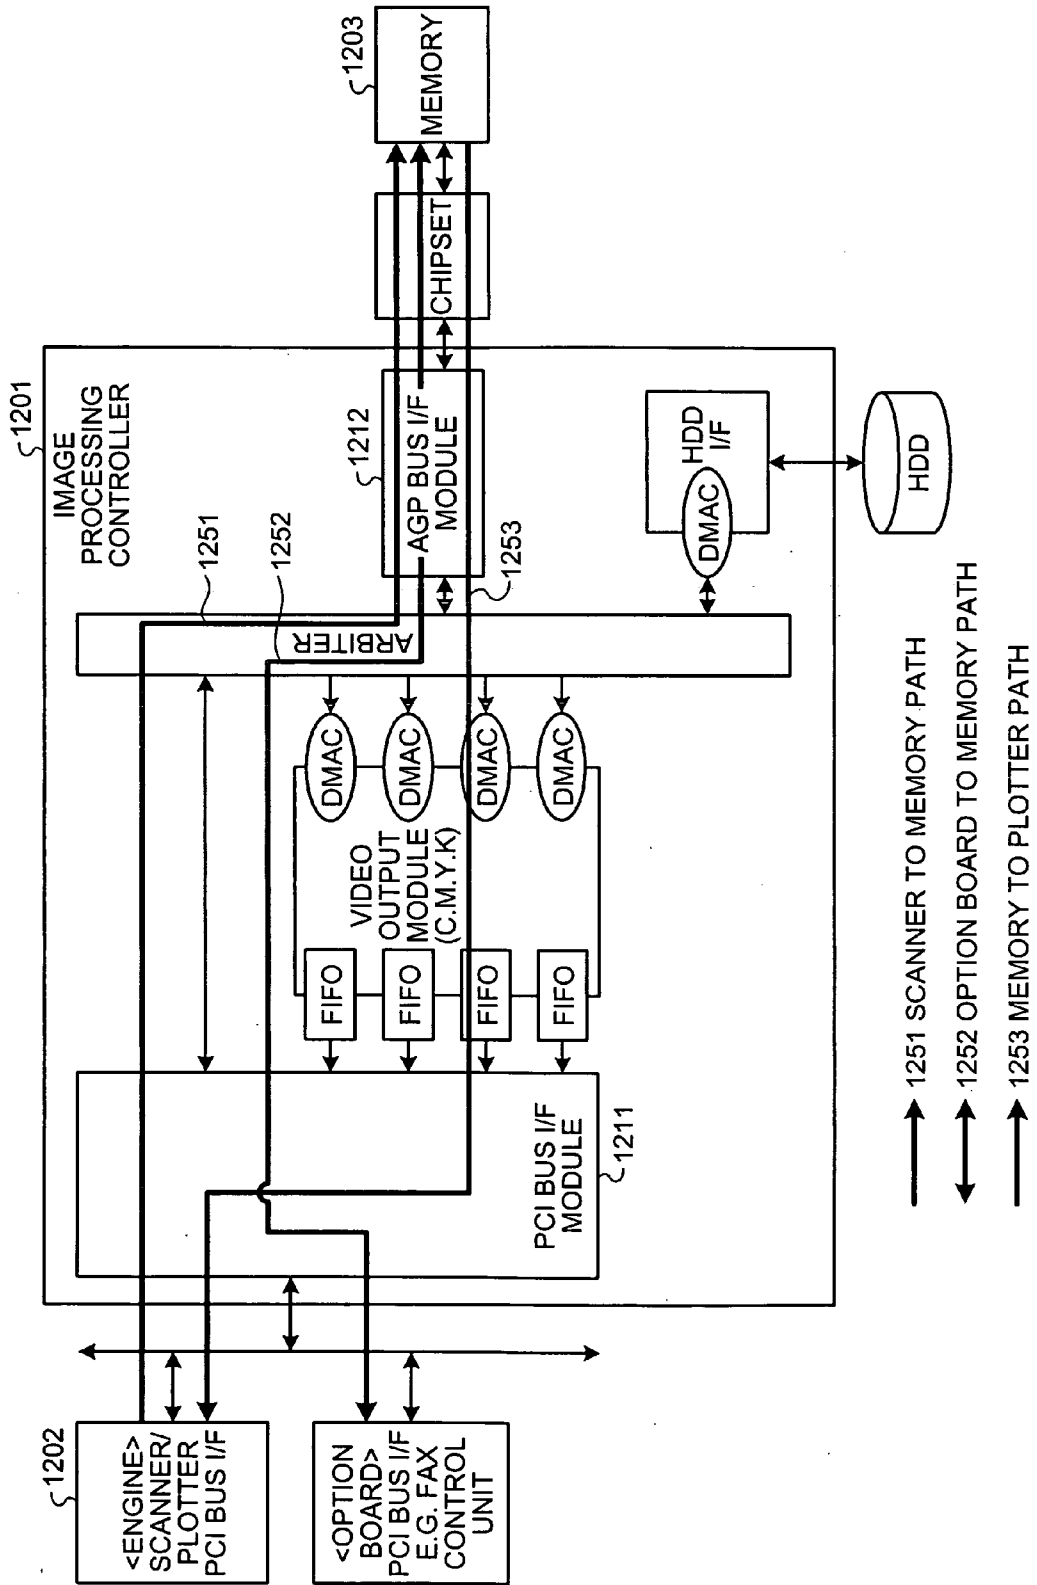 1201
IMAGE
PROCESSING
CONTROLLER
1202
<ENGINE>
SCANNER/
PLOTTER
PCI BUS I/F
<OPTION
BOARD>
PCI BUS I/F
E.G. FAX
CONTROL
UNIT
PCI BUS I/F
MODULE
1211
FIFO
FIFO
FIFO
FIFO
VIDEO
OUTPUT
MODULE
(C.M.Y.K)
DMAC
DMAC
DMAC
DMAC
ARBITER
1251
1252
1212
AGP BUS I/F
MODULE
1253
HDD
I/F
DMAC
HDD
CHIPSET
1203
MEMORY
1251 SCANNER TO MEMORY PATH
1252 OPTION BOARD TO MEMORY PATH
1253 MEMORY TO PLOTTER PATH